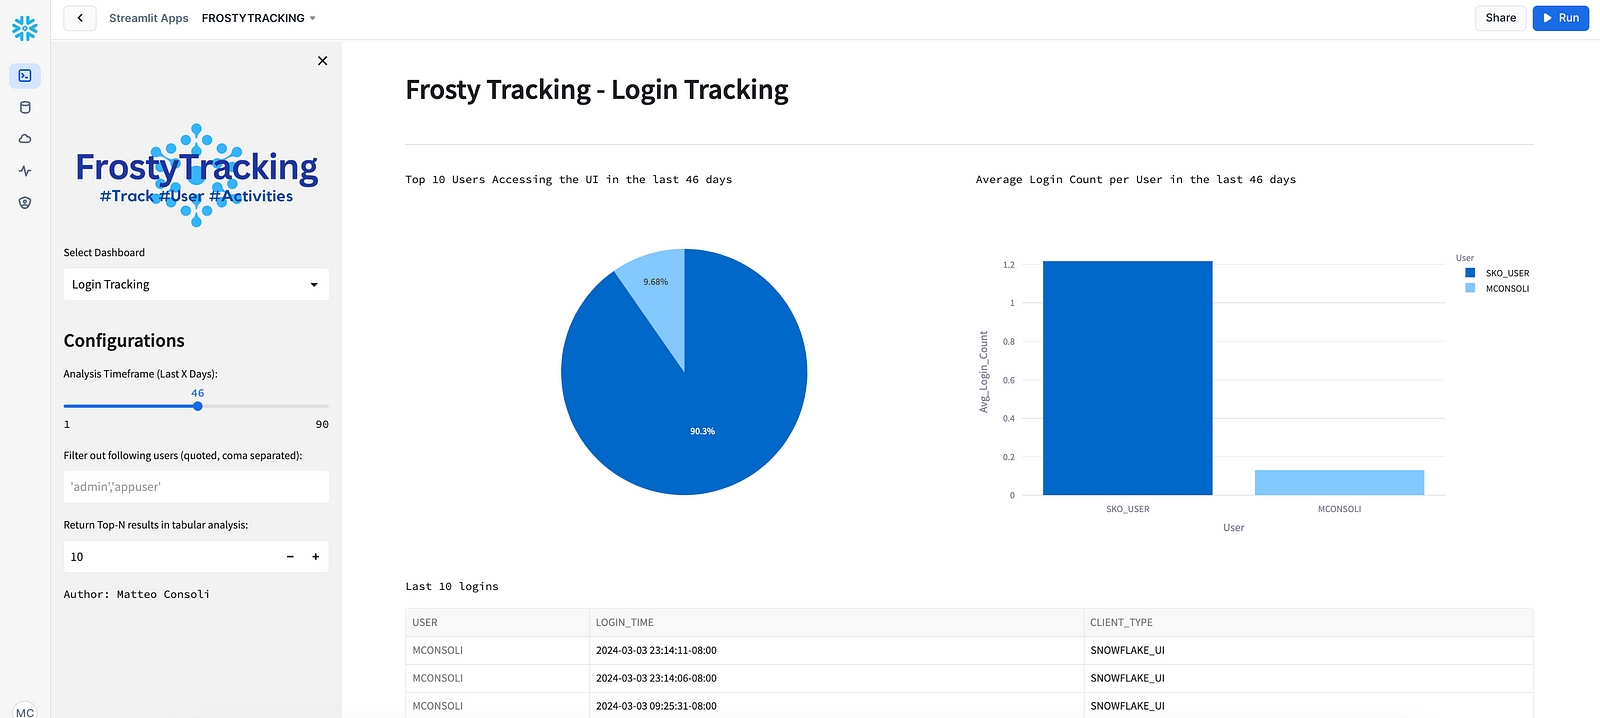 Streamlit Apps FROSTYTRACKING
Share Run
FrostyTracking
#Track #User #Activities
Select Dashboard
Login Tracking
Configurations
Analysis Timeframe (Last X Days):
46
1 90
Filter out following users (quoted, coma separated):
'admin','appuser'
Return Top-N results in tabular analysis:
10 − +
Author: Matteo Consoli
MC
Frosty Tracking - Login Tracking
Top 10 Users Accessing the UI in the last 46 days
9.68%
90.3%
Average Login Count per User in the last 46 days
User
SKO_USER
MCONSOLI
1.2
1
0.8
0.6
0.4
0.2
0
Avg_Login_Count
SKO_USER MCONSOLI
User
Last 10 logins
USER LOGIN_TIME CLIENT_TYPE
MCONSOLI 2024-03-03 23:14:11-08:00 SNOWFLAKE_UI
MCONSOLI 2024-03-03 23:14:06-08:00 SNOWFLAKE_UI
MCONSOLI 2024-03-03 09:25:31-08:00 SNOWFLAKE_UI